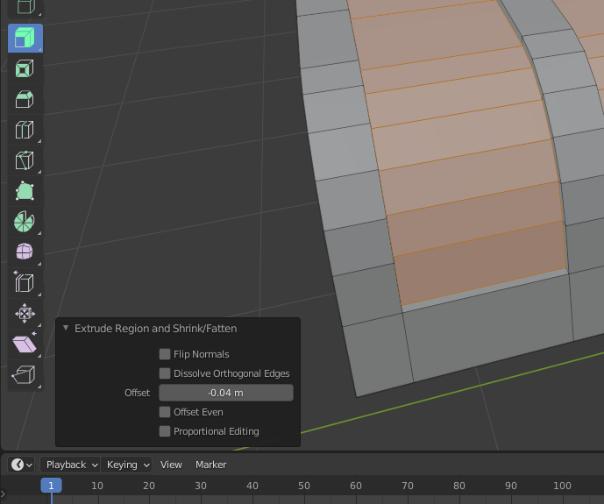 Extrude Region and Shrink/Fatten
Flip Normals
Dissolve Orthogonal Edges
Offset -0.04 m
Offset Even
Proportional Editing
Playback Keying View Marker
1 10 20 30 40 50 60 70 80 90 100